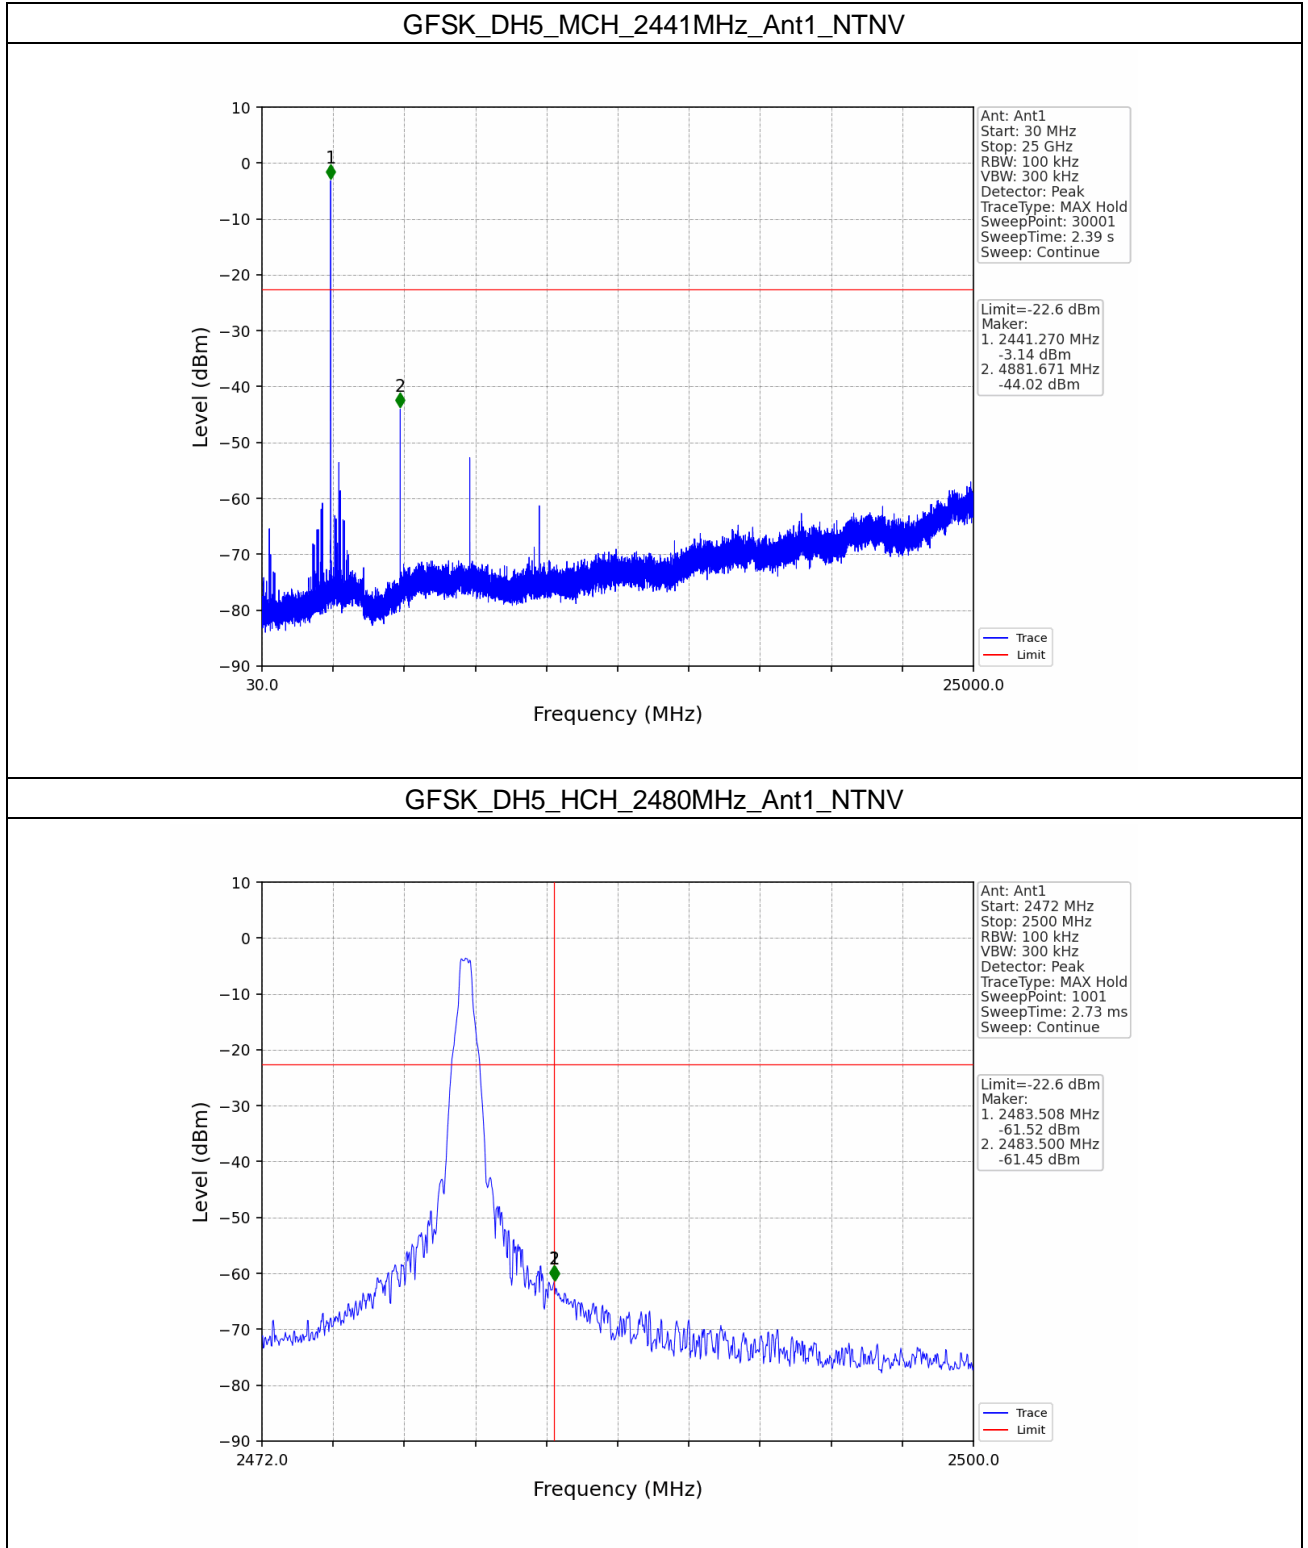 GFSK_DH5_MCH_2441MHz_Ant1_NTNV
10
0
−10
−20
−30
−40
−50
−60
−70
−80
−90
Level (dBm)
1
2
30.0
25000.0
Frequency (MHz)
Ant: Ant1
Start: 30 MHz
Stop: 25 GHz
RBW: 100 kHz
VBW: 300 kHz
Detector: Peak
TraceType: MAX Hold
SweepPoint: 30001
SweepTime: 2.39 s
Sweep: Continue
Limit=-22.6 dBm
Maker:
1. 2441.270 MHz
-3.14 dBm
2. 4881.671 MHz
-44.02 dBm
Trace
Limit
GFSK_DH5_HCH_2480MHz_Ant1_NTNV
10
0
−10
−20
−30
−40
−50
−60
−70
−80
−90
Level (dBm)
2
2472.0
2500.0
Frequency (MHz)
Ant: Ant1
Start: 2472 MHz
Stop: 2500 MHz
RBW: 100 kHz
VBW: 300 kHz
Detector: Peak
TraceType: MAX Hold
SweepPoint: 1001
SweepTime: 2.73 ms
Sweep: Continue
Limit=-22.6 dBm
Maker:
1. 2483.508 MHz
-61.52 dBm
2. 2483.500 MHz
-61.45 dBm
Trace
Limit